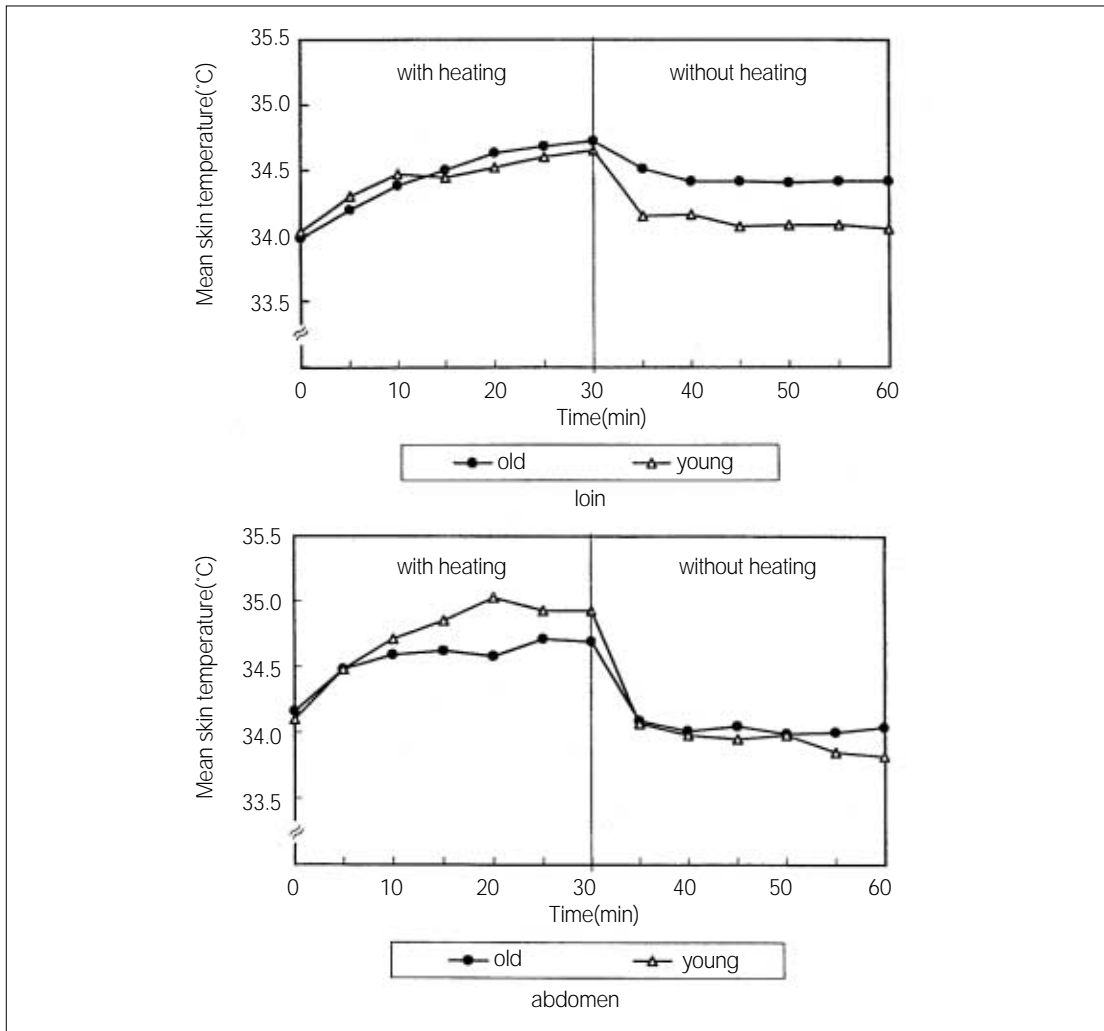 35.5
with heating
without heating
35.0
34.5
34.0
33.5
Mean skin temperature(˚C)
0
10
20
30
40
50
60
Time(min)
old
young
loin
35.5
with heating
without heating
35.0
34.5
34.0
33.5
Mean skin temperature(˚C)
0
10
20
30
40
50
60
Time(min)
old
young
abdomen